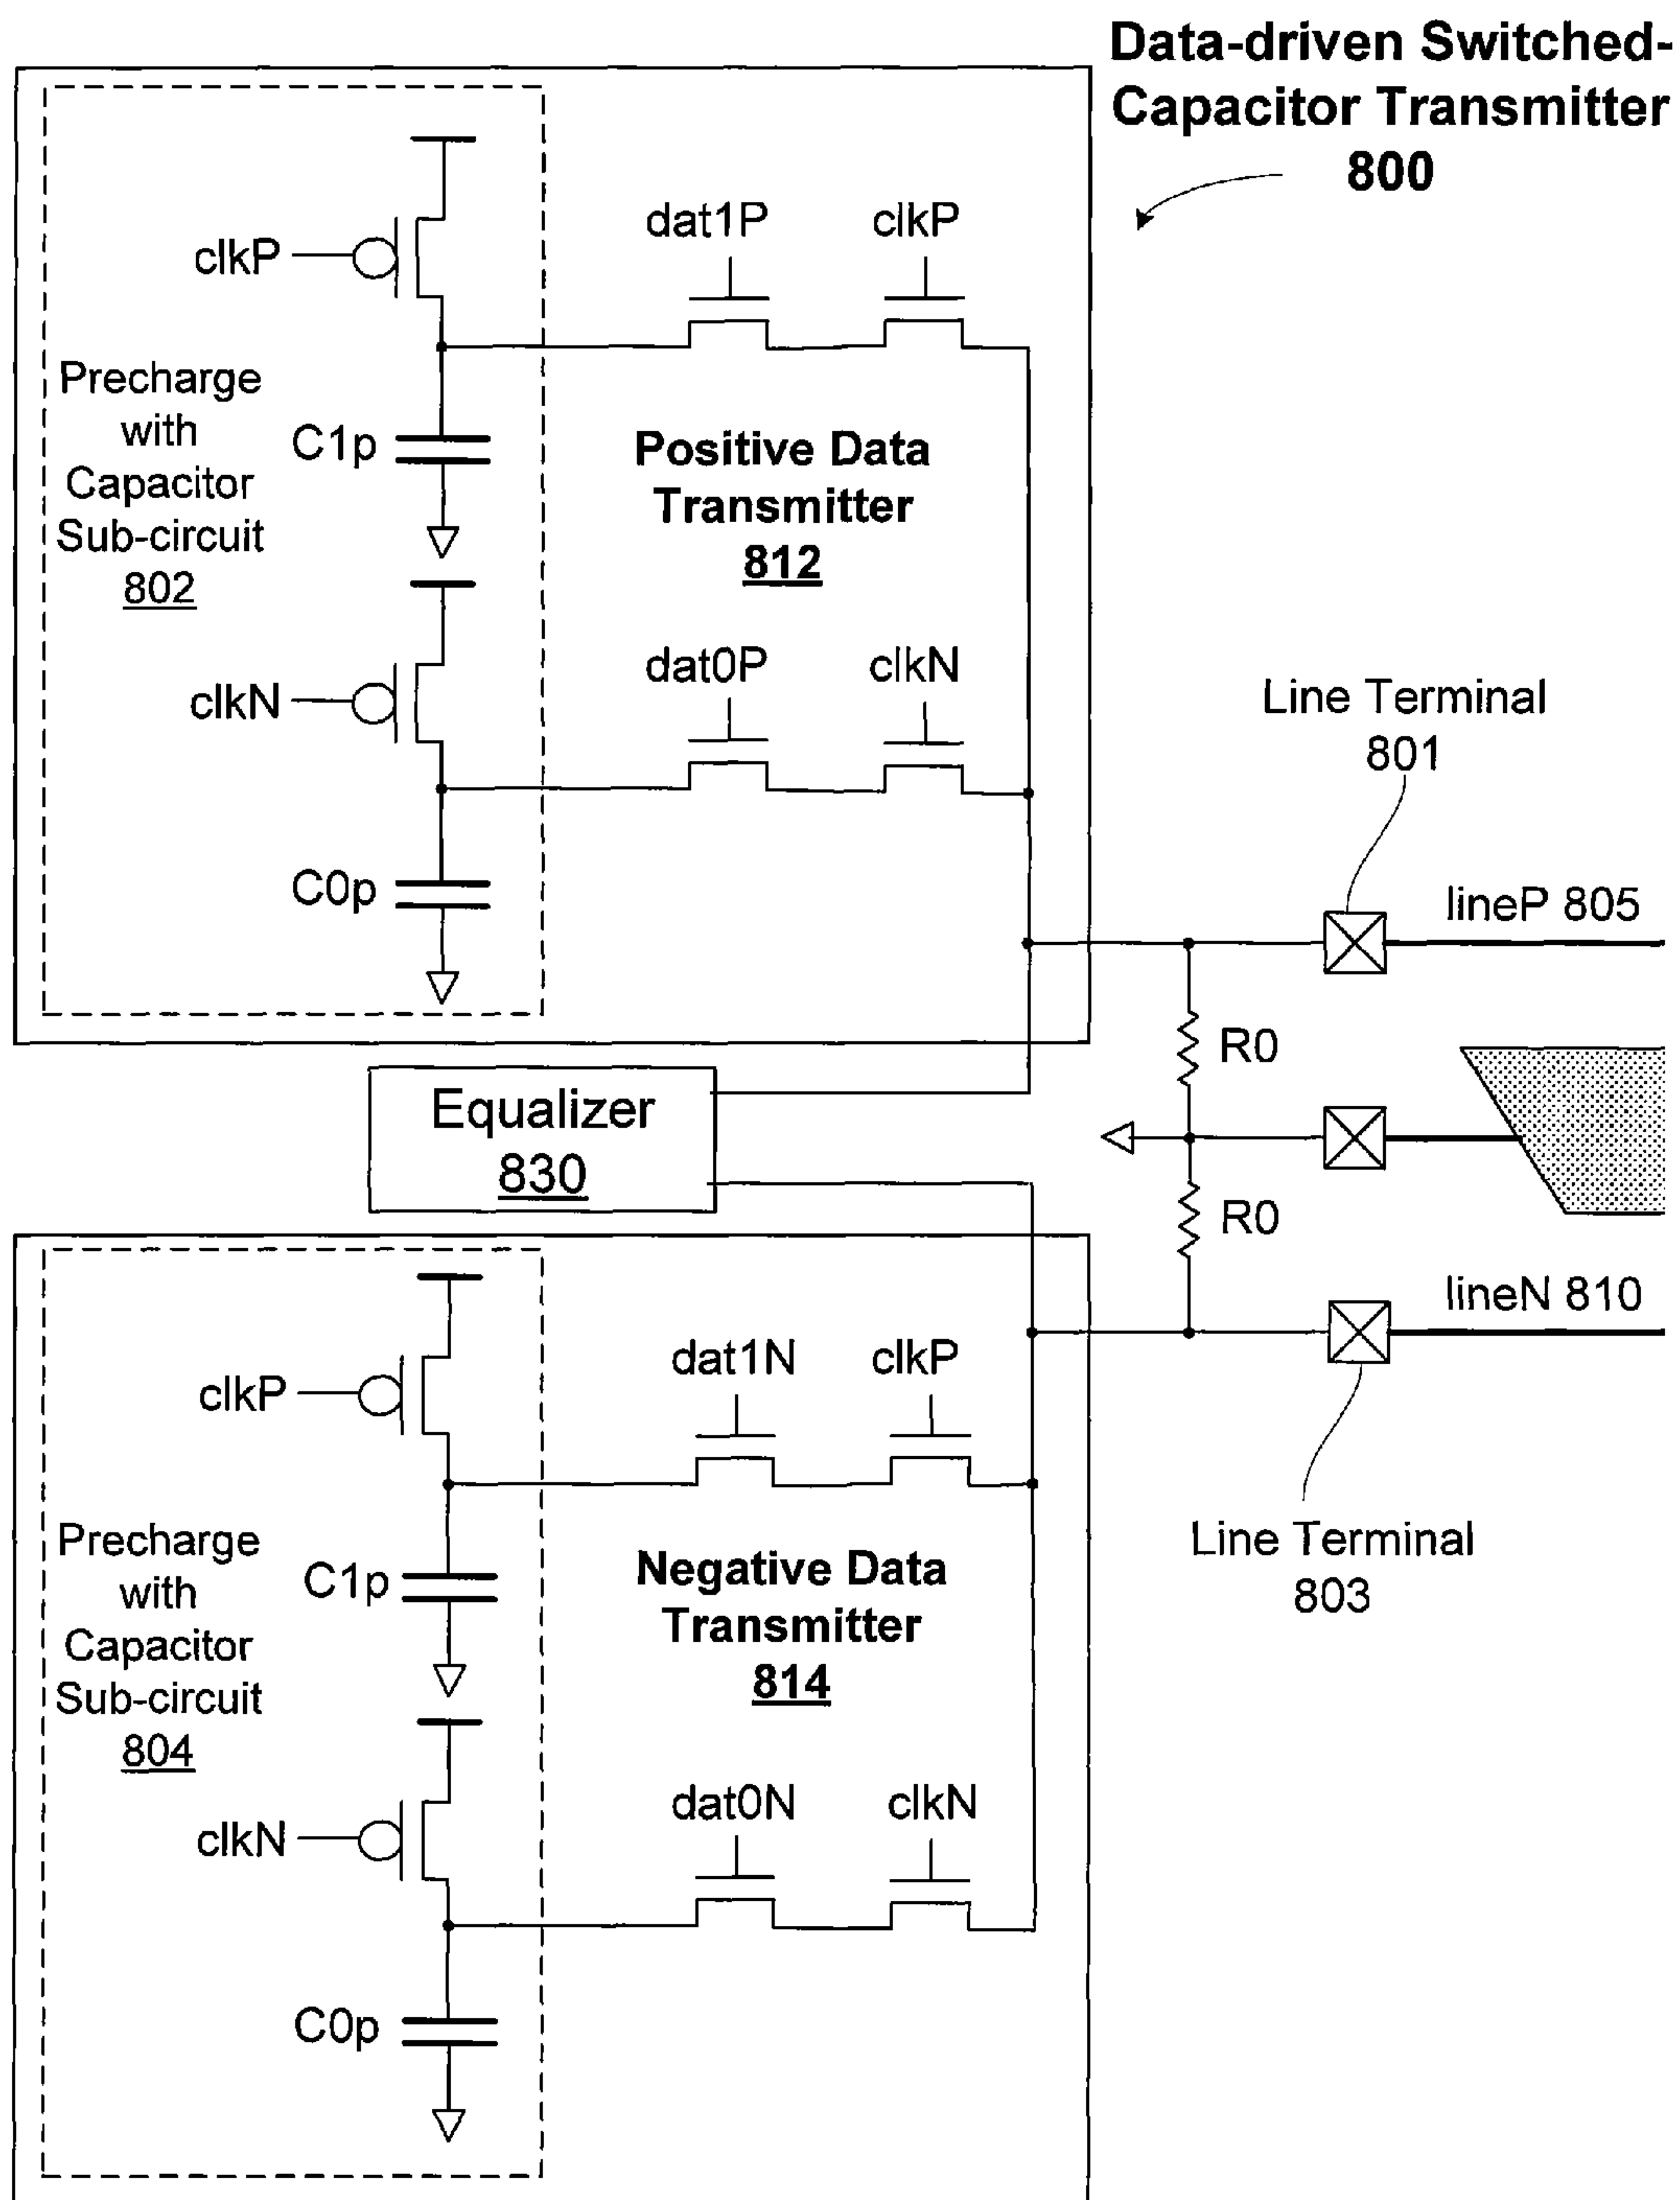 Data-driven Switched-
Capacitor Transmitter
800
clkP
dat1P
clkP
Precharge
with
Capacitor
Sub-circuit
802
C1p
Positive Data
Transmitter
812
clkN
dat0P
clkN
C0p
Line Terminal
801
lineP 805
R0
Equalizer
830
R0
lineN 810
Line Terminal
803
clkP
dat1N
clkP
Precharge
with
Capacitor
Sub-circuit
804
C1p
Negative Data
Transmitter
814
clkN
dat0N
clkN
C0p